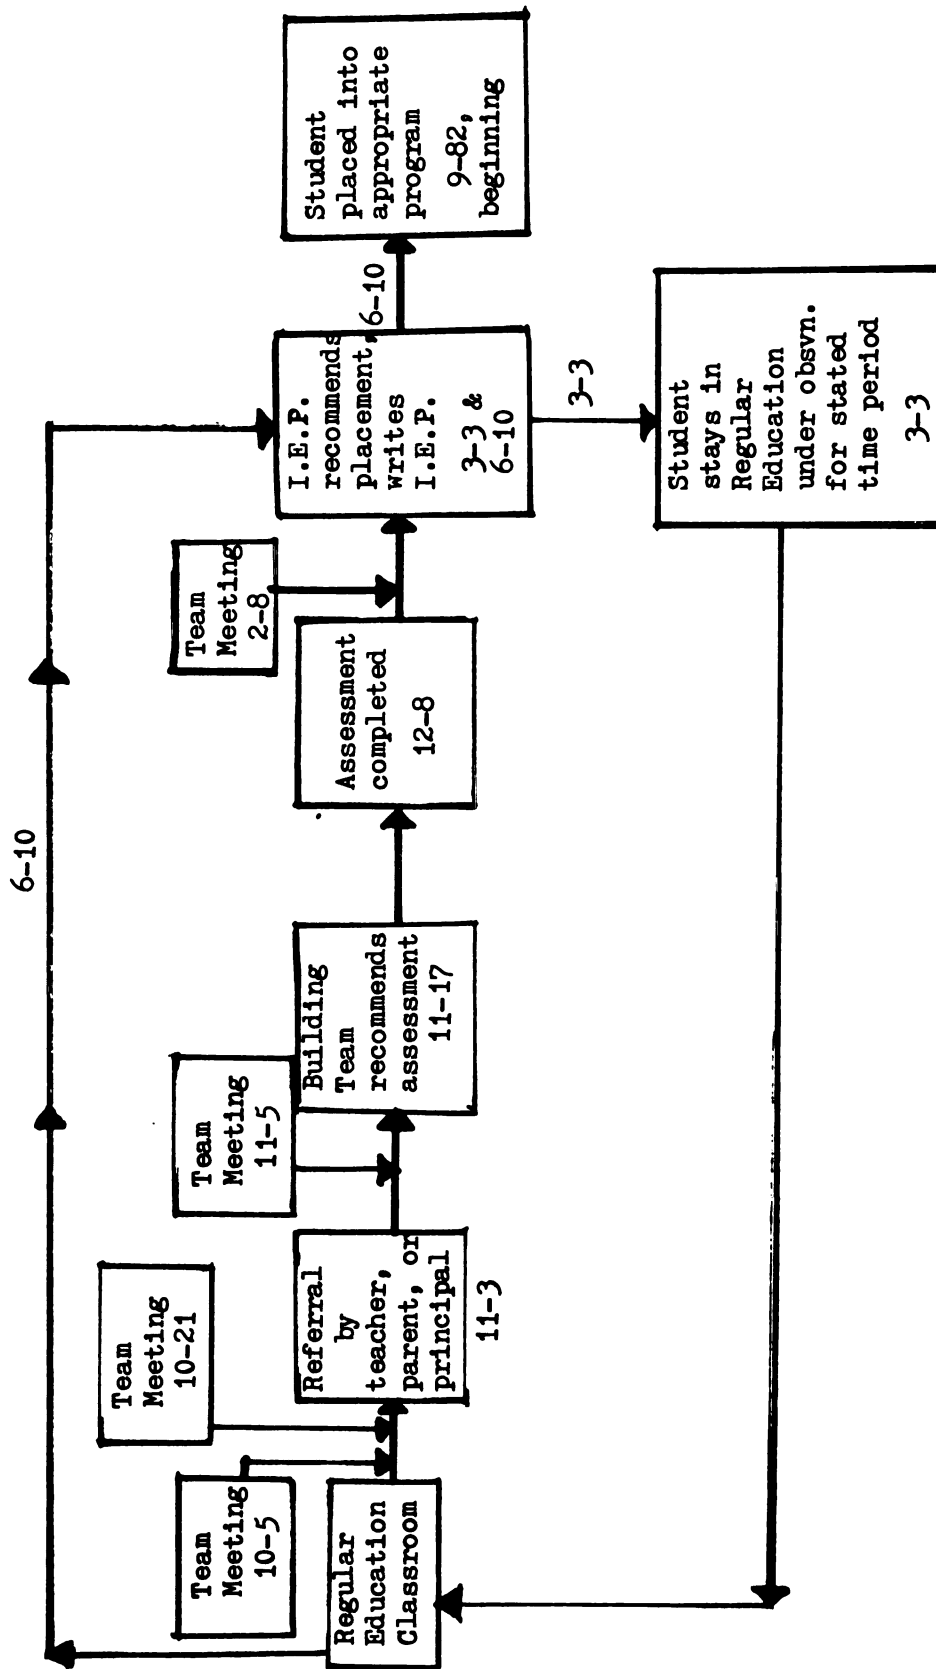 6-10
Team
Meeting
10-5
Team
Meeting
10-21
Team
Meeting
11-5
Team
Meeting
2-8
Regular
Education
Classroom
Referral
by
teacher,
parent, or
principal
11-3
Building
Team
recommends
assessment
11-17
Assessment
completed
12-8
I.E.P.
recommends
placement,
writes
I.E.P.
3-3 &
6-10
6-10
Student
placed into
appropriate
program
9-82,
beginning
3-3
Student
stays in
Regular
Education
under obsvn.
for stated
time period
3-3